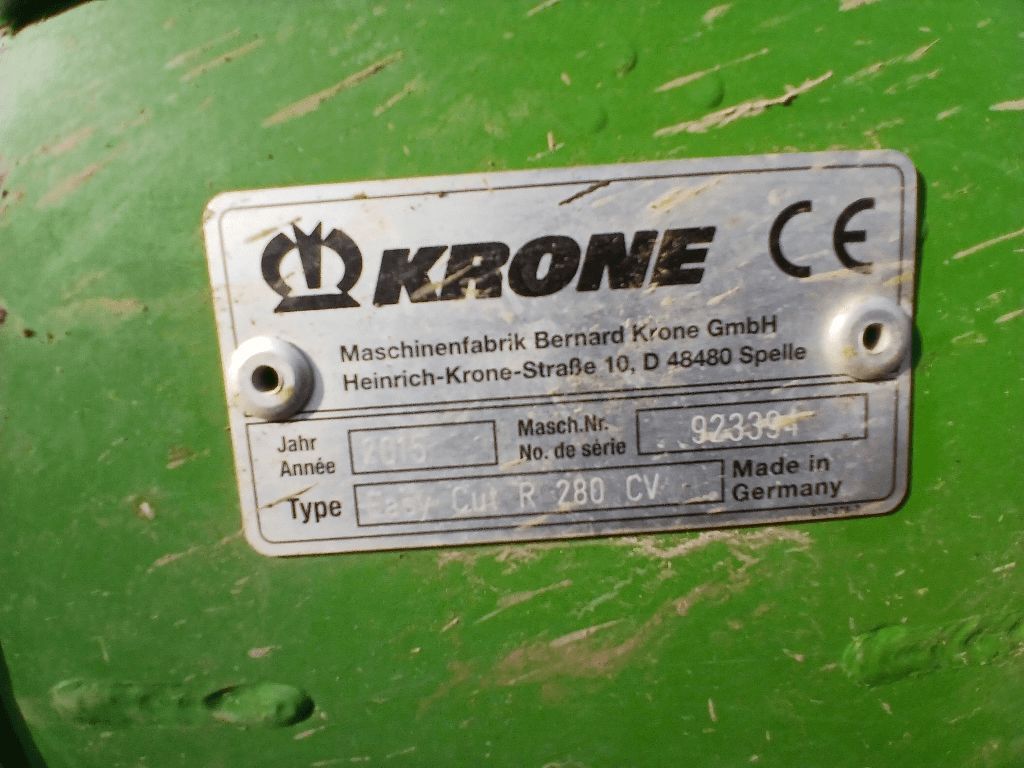 KRONE CE
Maschinenfabrik Bernard Krone GmbH
Heinrich-Krone-Straße 10, D 48480 Spelle
Jahr
Année
2015
Masch.Nr.
No. de série
923394
Type
Easy Cut R 280 CV
Made in
Germany